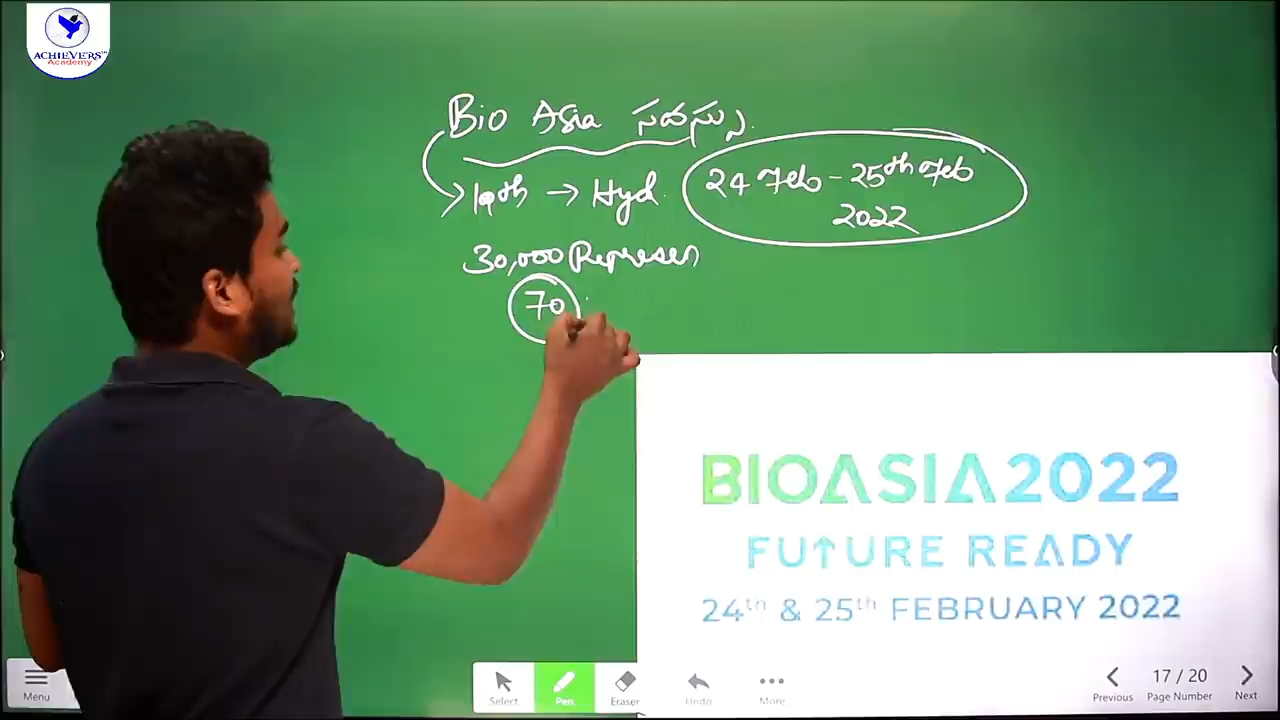 ACHIEVERS™
Academy
Bio Asia సదస్సు
19th → Hyd. 24 Feb - 25th Feb
2022
30,000 Represen
70
BIOASIA2022
FUTURE READY
24th & 25th FEBRUARY 2022
Menu
Select
Pen
Eraser
Undo
More
Previous
17 / 20
Page Number
Next